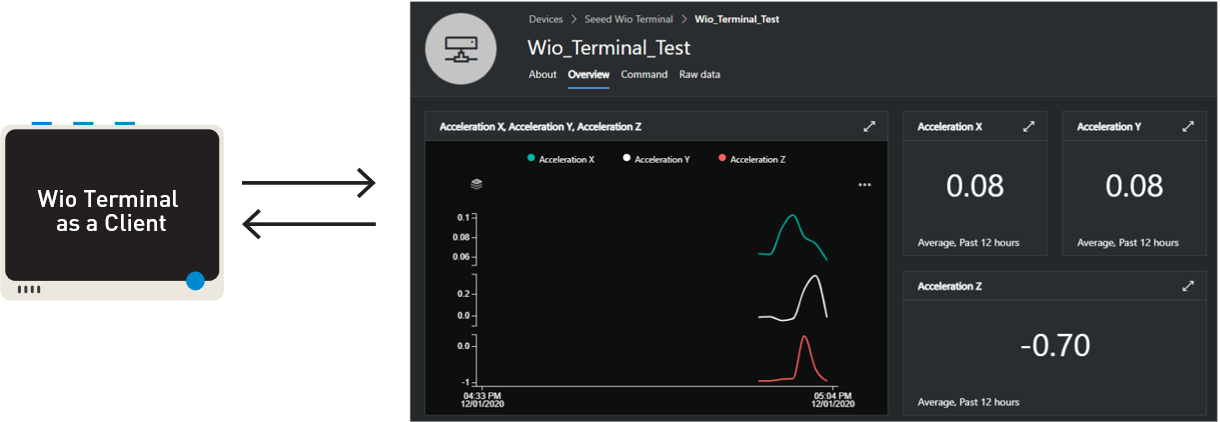 Wio Terminal
as a Client
Devices > Seeed Wio Terminal > Wio_Terminal_Test
Wio_Terminal_Test
About Overview Command Raw data
Acceleration X, Acceleration Y, Acceleration Z
Acceleration X Acceleration Y Acceleration Z
0.1
0.08
0.06
0.2
0.0
0.0
-1
04:33 PM
12/01/2020
05:04 PM
12/01/2020
Acceleration X
0.08
Average, Past 12 hours
Acceleration Y
0.08
Average, Past 12 hours
Acceleration Z
-0.70
Average, Past 12 hours